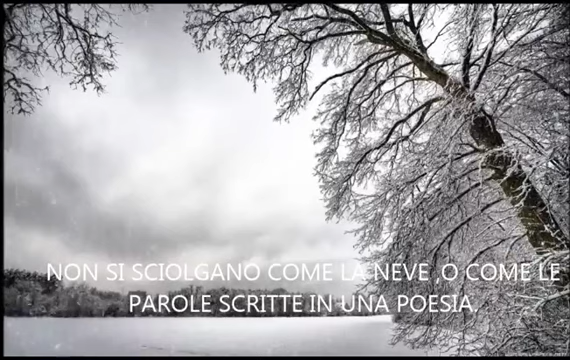 NON SI SCIOLGANO COME LA NEVE ,O COME LE
PAROLE SCRITTE IN UNA POESIA.